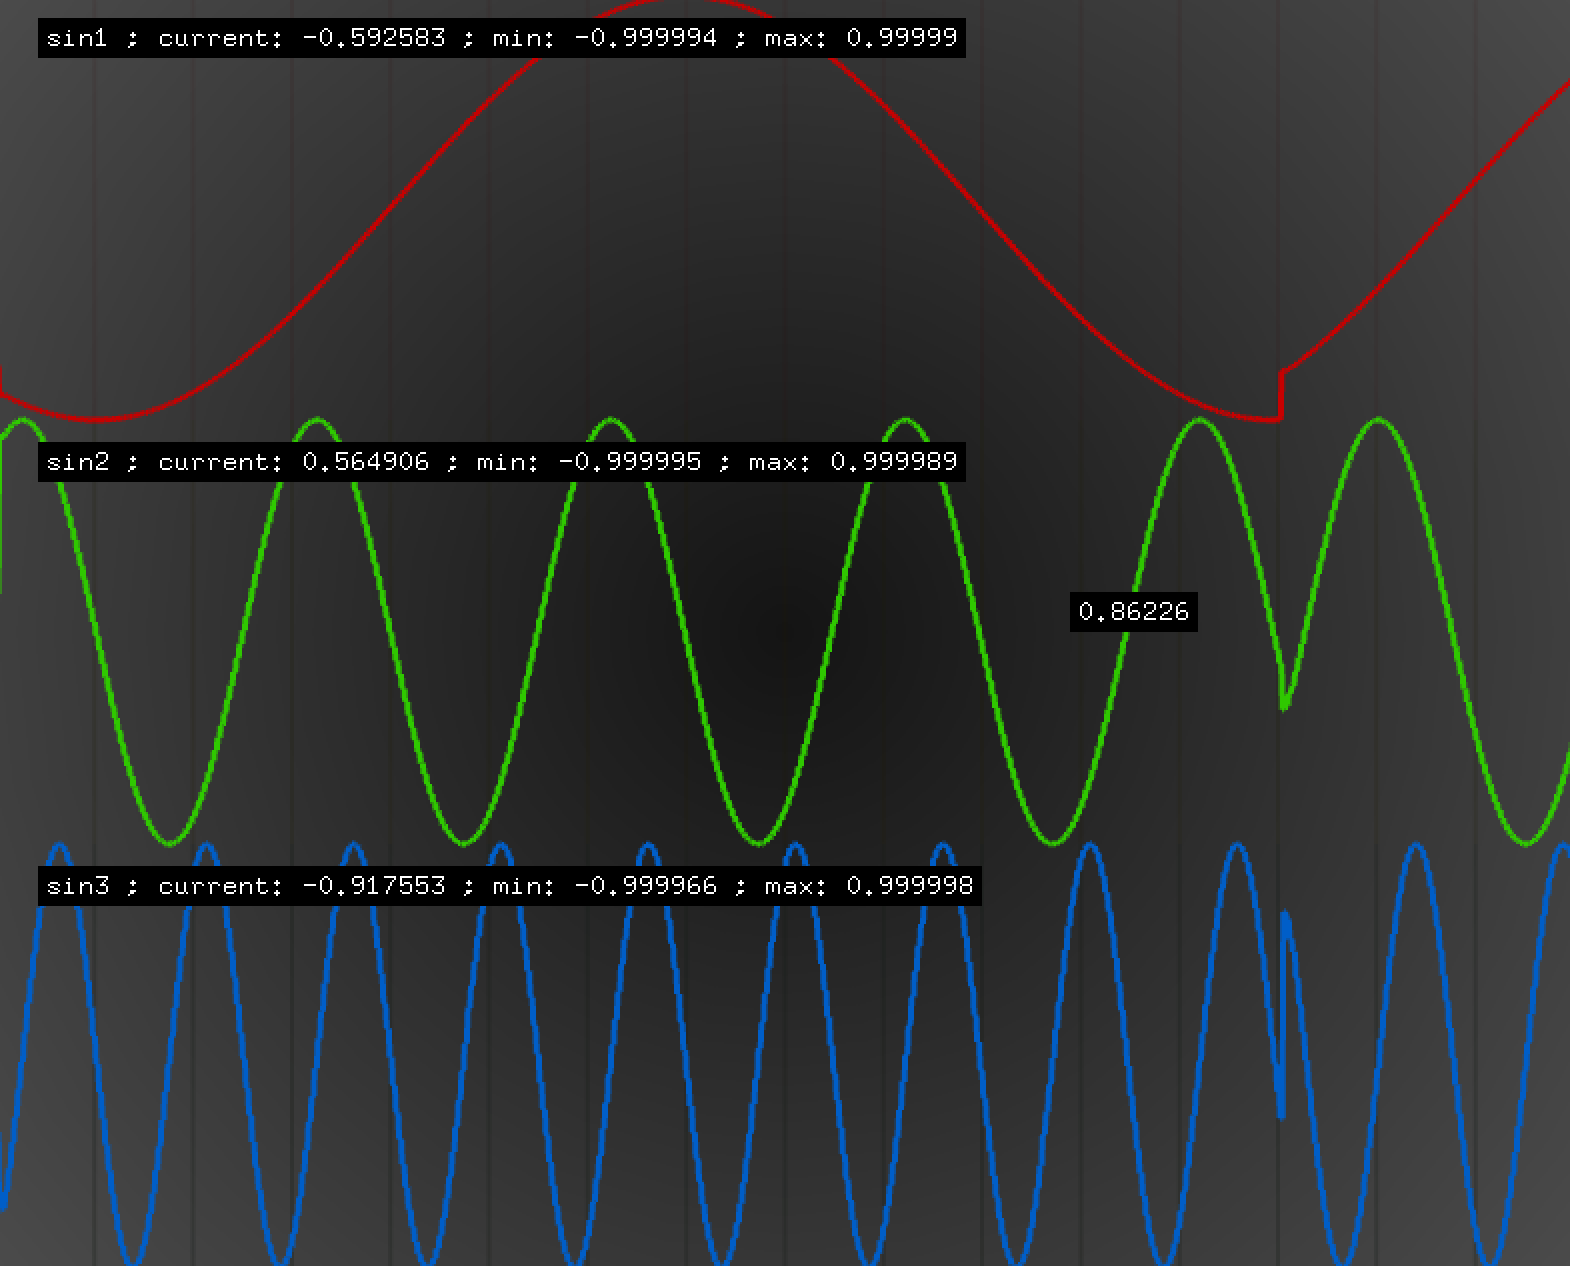 sin1 ; current: -0.592583 ; min: -0.999994 ; max: 0.99999
sin2 ; current: 0.564906 ; min: -0.999995 ; max: 0.999989
0.86226
sin3 ; current: -0.917553 ; min: -0.999966 ; max: 0.999998